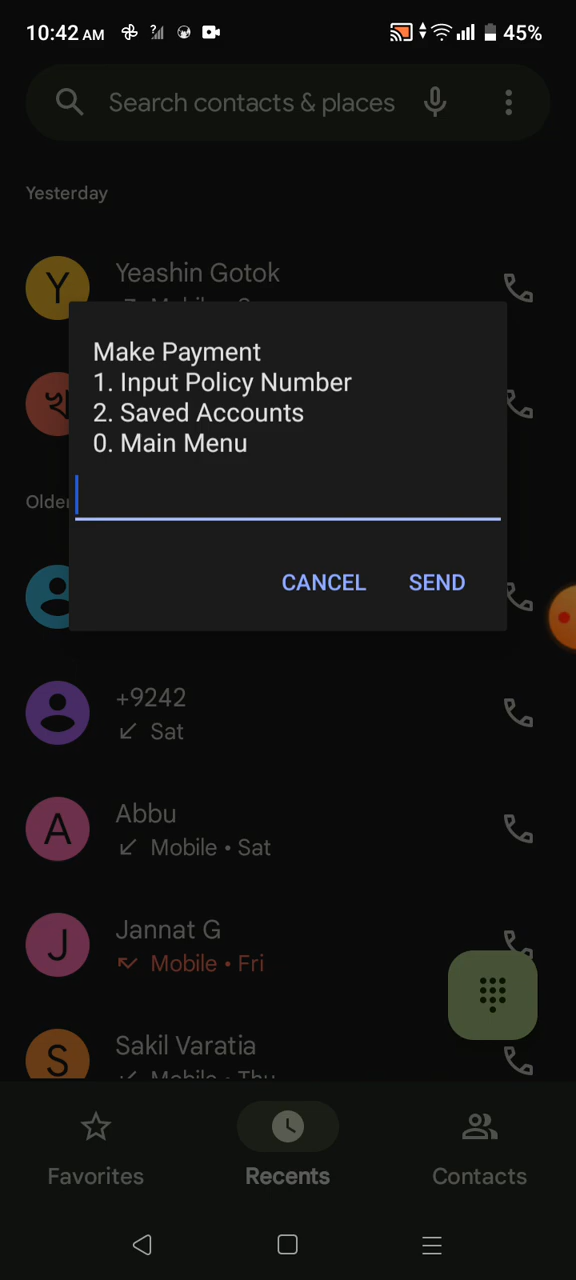 10:42 AM
45%
Search contacts & places
Yesterday
Y
Yeashin Gotok
Make Payment
1. Input Policy Number
2. Saved Accounts
0. Main Menu
Older
CANCEL SEND
+9242
Sat
A
Abbu
Mobile • Sat
J
Jannat G
Mobile • Fri
S
Sakil Varatia
Mobile • Thu
Favorites
Recents
Contacts